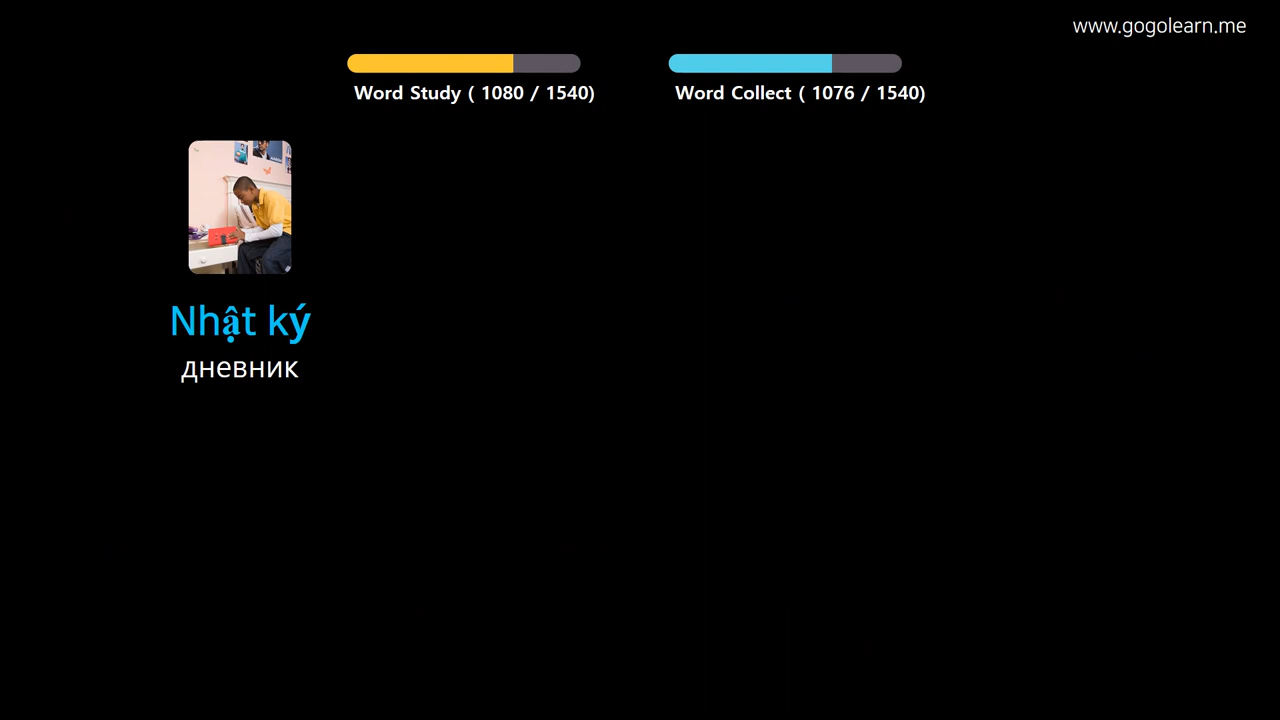 www.gogolearn.me
Word Study ( 1080 / 1540)
Word Collect ( 1076 / 1540)
Nhật ký
дневник